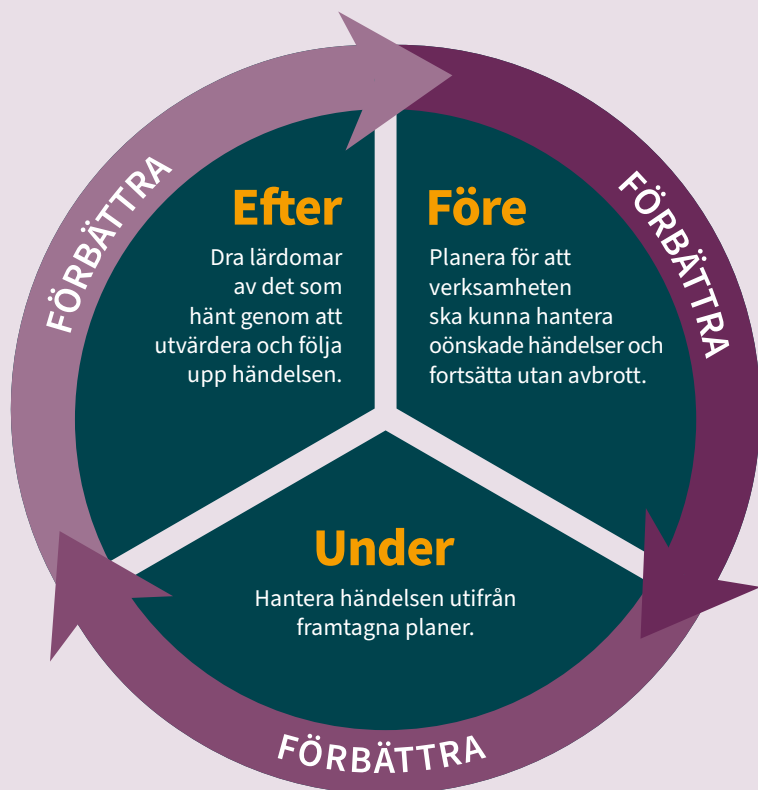 Efter
Dra lärdomar
av det som
hänt genom att
utvärdera och följa
upp händelsen.
Före
Planera för att
verksamheten
ska kunna hantera
oönskade händelser och
fortsätta utan avbrott.
Under
Hantera händelsen utifrån
framtagna planer.
FÖRBÄTTRA
FÖRBÄTTRA
FÖRBÄTTRA